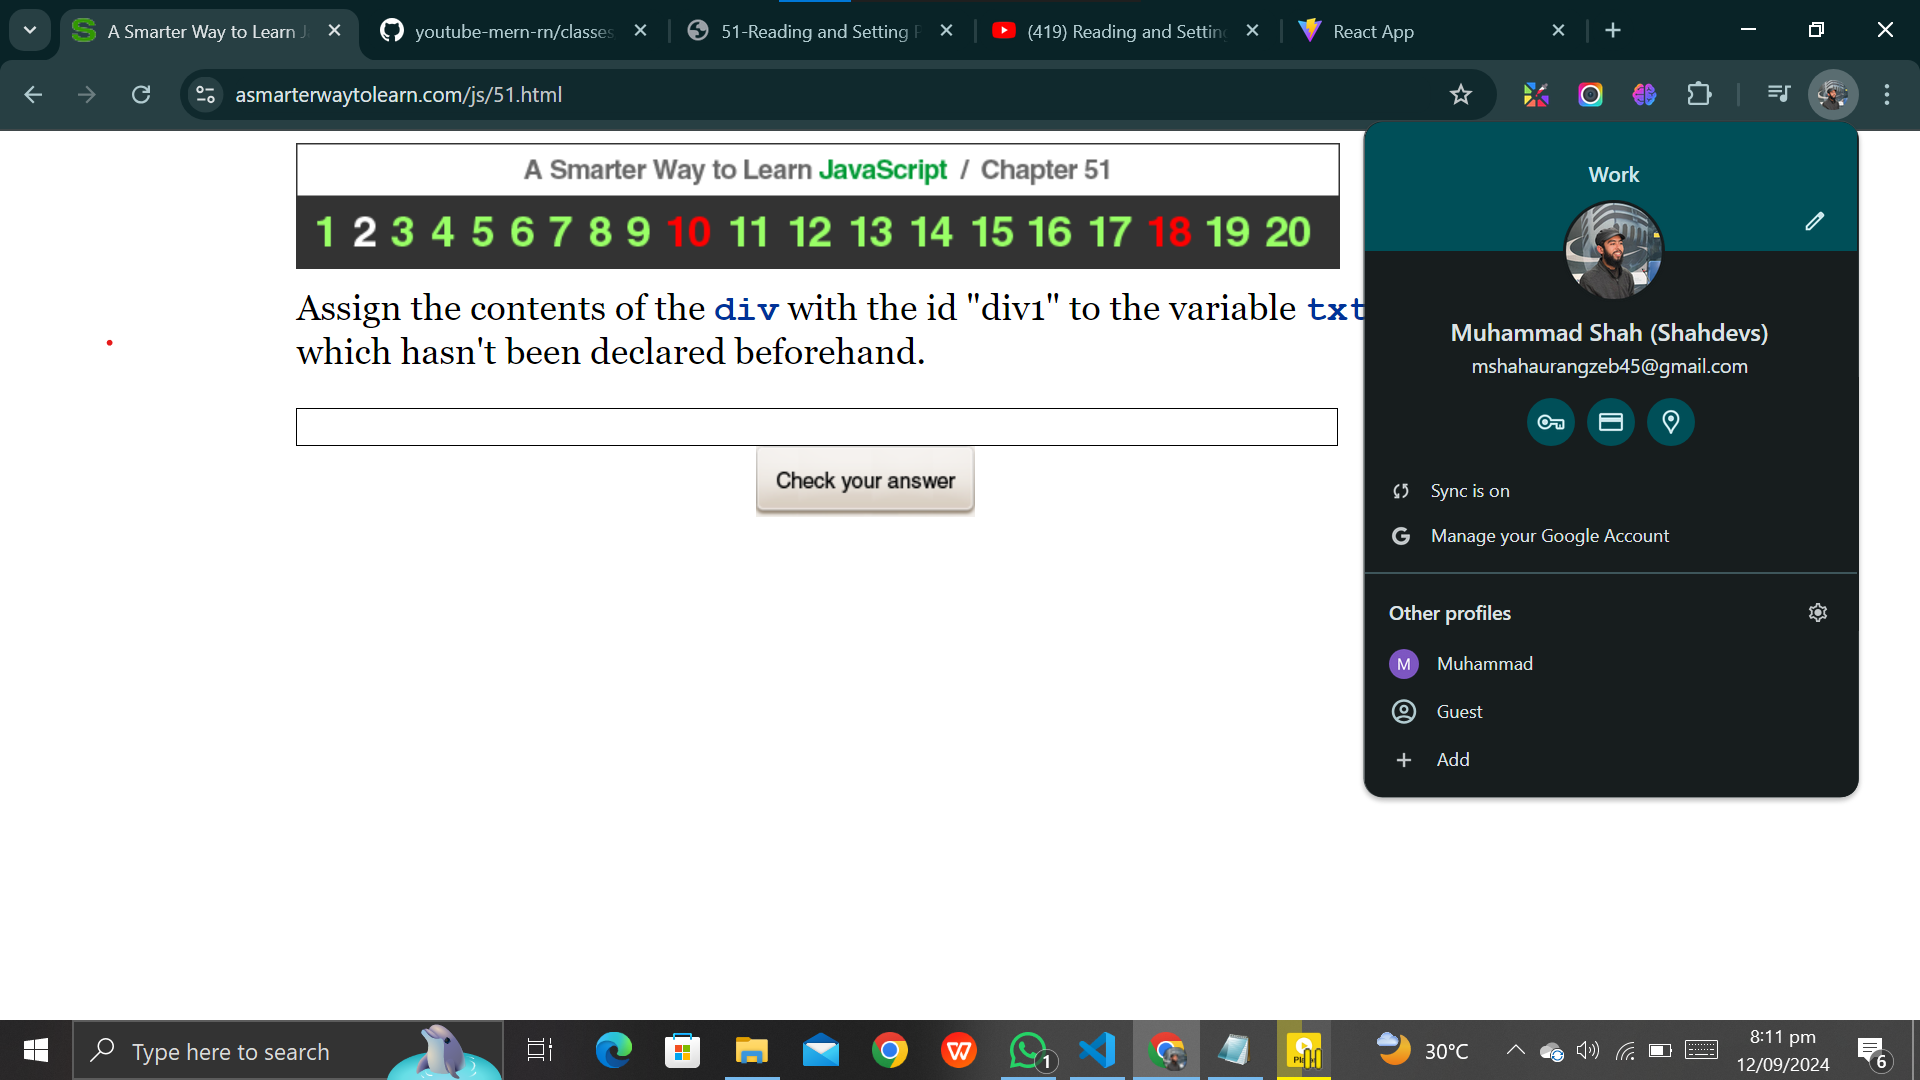 A Smarter Way to Learn J
youtube-mern-rn/classes
51-Reading and Setting P
(419) Reading and Setting
React App
asmarterwaytolearn.com/js/51.html
A Smarter Way to Learn JavaScript / Chapter 51
1 2 3 4 5 6 7 8 9 10 11 12 13 14 15 16 17 18 19 20
Assign the contents of the div with the id "div1" to the variable txt
which hasn't been declared beforehand.
Check your answer
Work
Muhammad Shah (Shahdevs)
mshahaurangzeb45@gmail.com
Sync is on
G Manage your Google Account
Other profiles
M Muhammad
Guest
Add
Type here to search
1
30°C
8:11 pm
12/09/2024
6